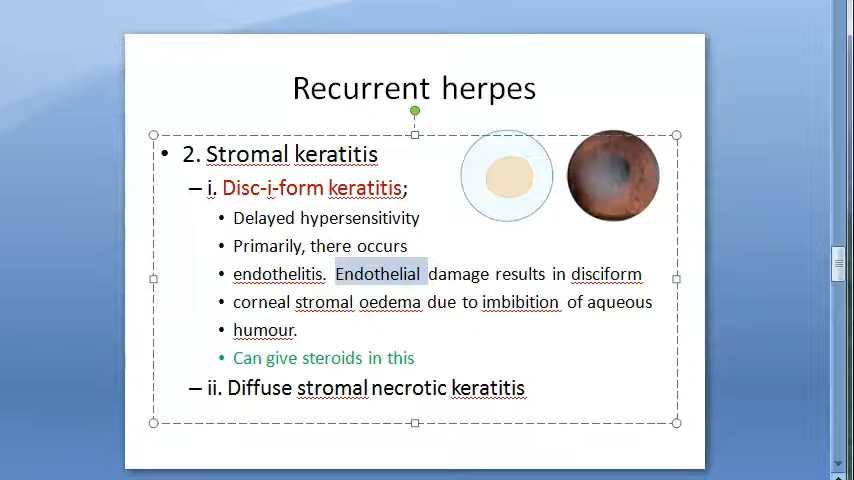 Recurrent herpes
• 2. Stromal keratitis
– i. Disc-i-form keratitis;
• Delayed hypersensitivity
• Primarily, there occurs
• endothelitis. Endothelial damage results in disciform
• corneal stromal oedema due to imbibition of aqueous
• humour.
• Can give steroids in this
– ii. Diffuse stromal necrotic keratitis